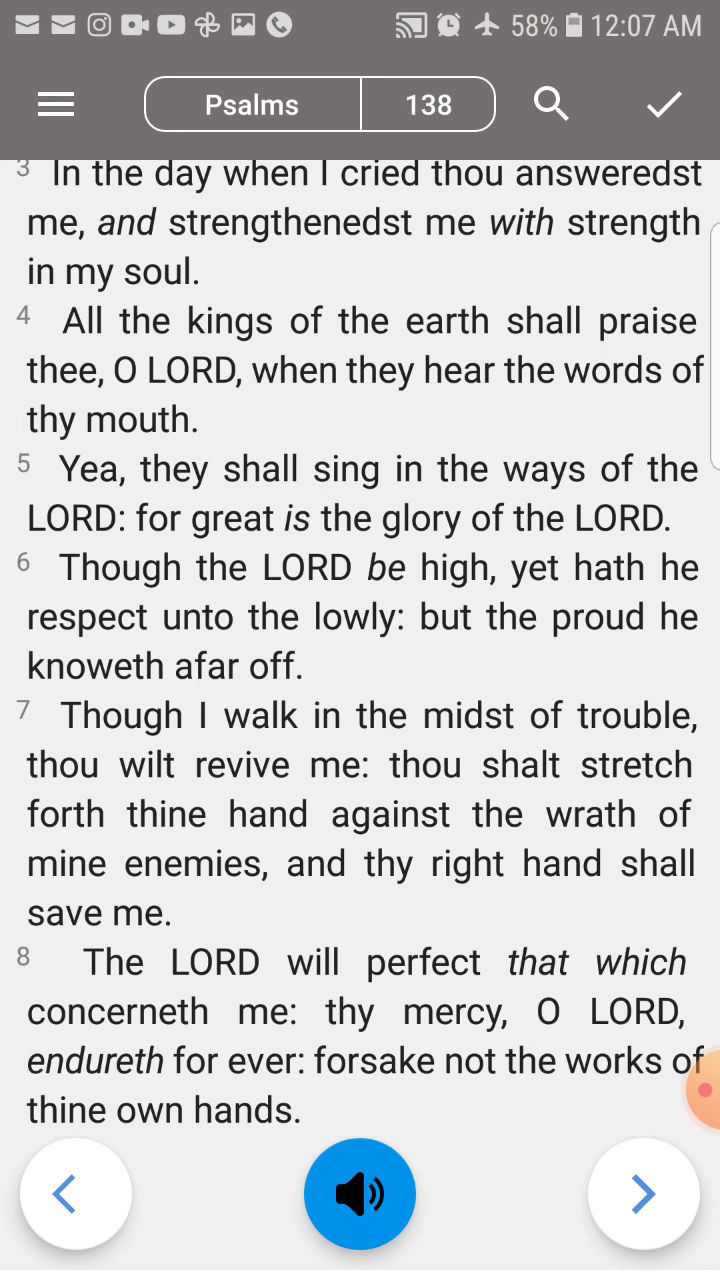 58% 12:07 AM
Psalms 138
3 In the day when I cried thou answeredst
me, and strengthenedst me with strength
in my soul.
4 All the kings of the earth shall praise
thee, O LORD, when they hear the words of
thy mouth.
5 Yea, they shall sing in the ways of the
LORD: for great is the glory of the LORD.
6 Though the LORD be high, yet hath he
respect unto the lowly: but the proud he
knoweth afar off.
7 Though I walk in the midst of trouble,
thou wilt revive me: thou shalt stretch
forth thine hand against the wrath of
mine enemies, and thy right hand shall
save me.
8 The LORD will perfect that which
concerneth me: thy mercy, O LORD,
endureth for ever: forsake not the works of
thine own hands.